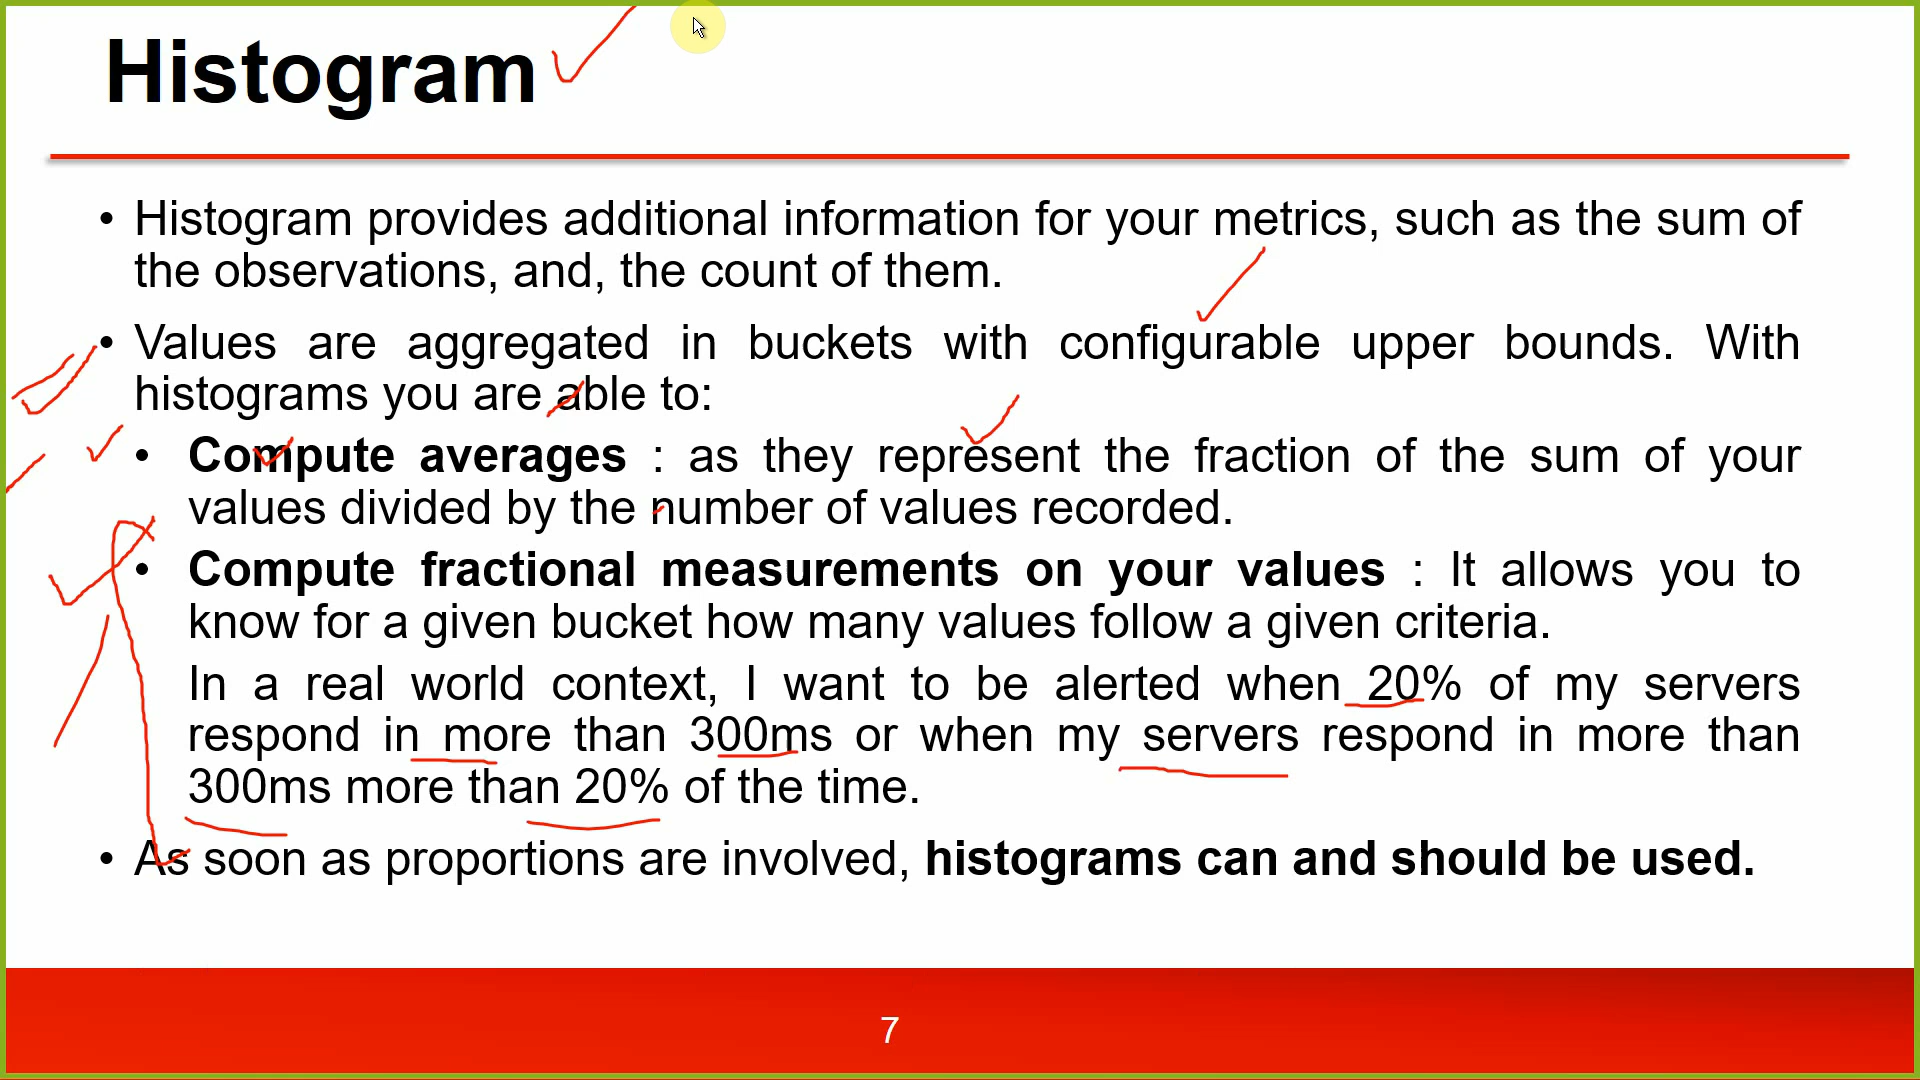 Histogram
• Histogram provides additional information for your metrics, such as the sum of
the observations, and, the count of them.
• Values are aggregated in buckets with configurable upper bounds. With
histograms you are able to:
• Compute averages : as they represent the fraction of the sum of your
values divided by the number of values recorded.
• Compute fractional measurements on your values : It allows you to
know for a given bucket how many values follow a given criteria.
In a real world context, I want to be alerted when 20% of my servers
respond in more than 300ms or when my servers respond in more than
300ms more than 20% of the time.
• As soon as proportions are involved, histograms can and should be used.
7